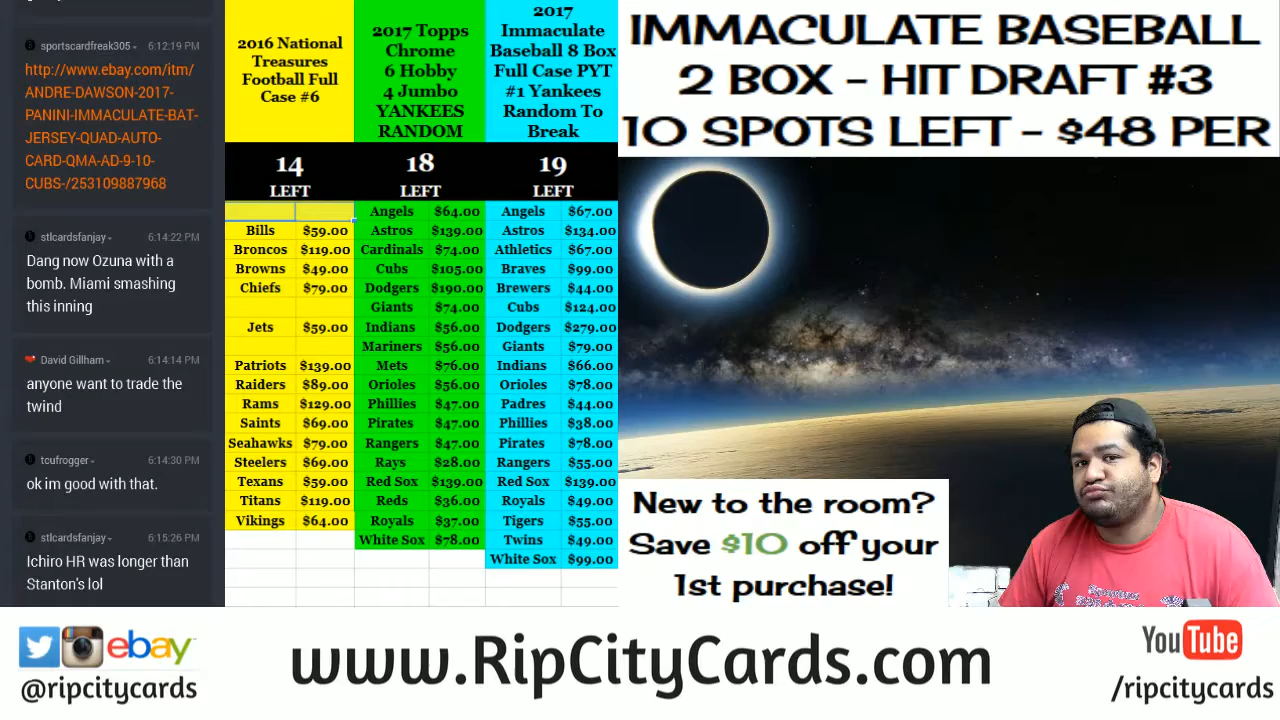 sportscardfreak305 6:12:19 PM
http://www.ebay.com/itm/
ANDRE-DAWSON-2017-
PANINI-IMMACULATE-BAT-
JERSEY-QUAD-AUTO-
CARD-QMA-AD-9-10-
CUBS-/253109887968
stlcardsfanjay 6:14:22 PM
Dang now Ozuna with a
bomb. Miami smashing
this inning
David Gillham 6:14:14 PM
anyone want to trade the
twind
tcufrogger 6:14:30 PM
ok im good with that.
stlcardsfanjay 6:15:26 PM
Ichiro HR was longer than
Stanton's lol
2016 National
Treasures
Football Full
Case #6
14
LEFT
Bills $59.00
Broncos $119.00
Browns $49.00
Chiefs $79.00
Jets $59.00
Patriots $139.00
Raiders $89.00
Rams $129.00
Saints $69.00
Seahawks $79.00
Steelers $69.00
Texans $59.00
Titans $119.00
Vikings $64.00
2017 Topps
Chrome
6 Hobby
4 Jumbo
YANKEES
RANDOM
18
LEFT
Angels $64.00
Astros $139.00
Cardinals $74.00
Cubs $105.00
Dodgers $190.00
Giants $74.00
Indians $56.00
Mariners $56.00
Mets $76.00
Orioles $56.00
Phillies $47.00
Pirates $47.00
Rangers $47.00
Rays $28.00
Red Sox $139.00
Reds $36.00
Royals $37.00
White Sox $78.00
2017
Immaculate
Baseball 8 Box
Full Case PYT
#1 Yankees
Random To
Break
19
LEFT
Angels $67.00
Astros $134.00
Athletics $67.00
Braves $99.00
Brewers $44.00
Cubs $124.00
Dodgers $279.00
Giants $79.00
Indians $66.00
Orioles $78.00
Padres $44.00
Phillies $38.00
Pirates $78.00
Rangers $55.00
Red Sox $139.00
Royals $49.00
Tigers $55.00
Twins $49.00
White Sox $99.00
IMMACULATE BASEBALL
2 BOX - HIT DRAFT #3
10 SPOTS LEFT - $48 PER
New to the room?
Save $10 off your
1st purchase!
ebay
@ripcitycards
www.RipCityCards.com
YouTube
/ripcitycards